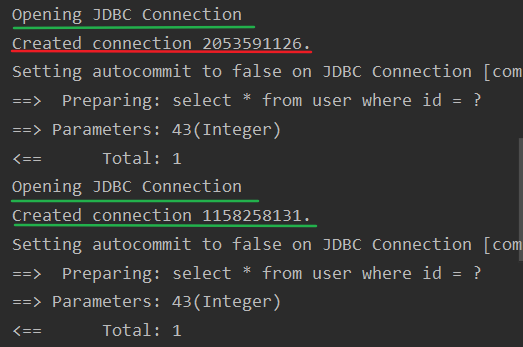 Opening JDBC Connection
Created connection 2053591126.
Setting autocommit to false on JDBC Connection [com
==>  Preparing: select * from user where id = ?
==> Parameters: 43(Integer)
<==      Total: 1
Opening JDBC Connection
Created connection 1158258131.
Setting autocommit to false on JDBC Connection [com
==>  Preparing: select * from user where id = ?
==> Parameters: 43(Integer)
<==      Total: 1